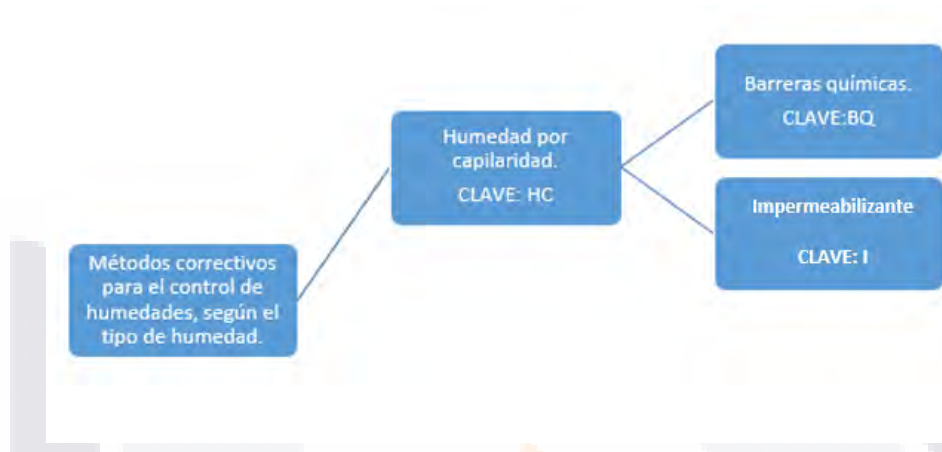 Métodos correctivos
para el control de
humedades, según el
tipo de humedad.
Humedad por
capilaridad.
CLAVE: HC
Barreras químicas.
CLAVE:BQ
Impermeabilizante
CLAVE: I